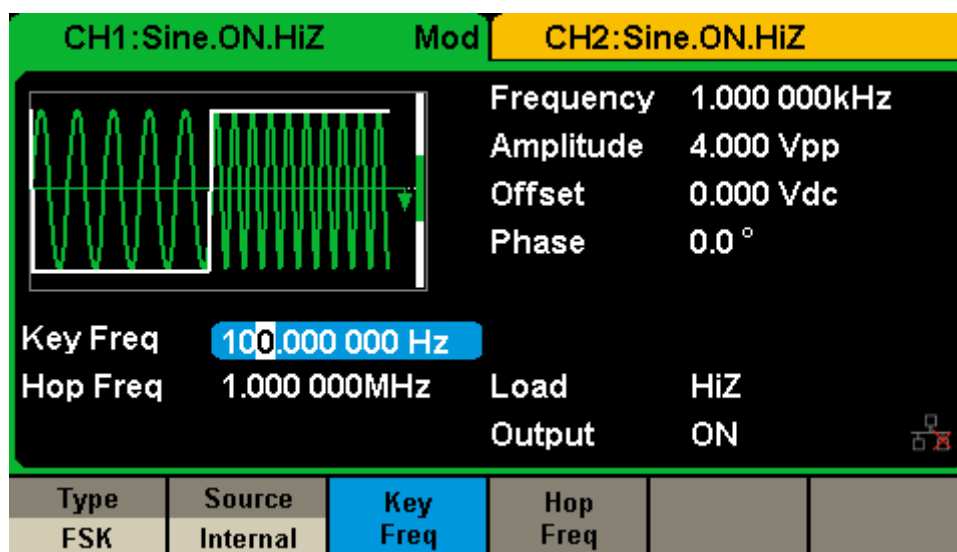 CH1:Sine.ON.HiZ Mod CH2:Sine.ON.HiZ
Frequency 1.000 000kHz
Amplitude 4.000 Vpp
Offset 0.000 Vdc
Phase 0.0 °
Key Freq 100.000 000 Hz
Hop Freq 1.000 000MHz Load HiZ
Output ON
Type Source Key Hop
FSK Internal Freq Freq